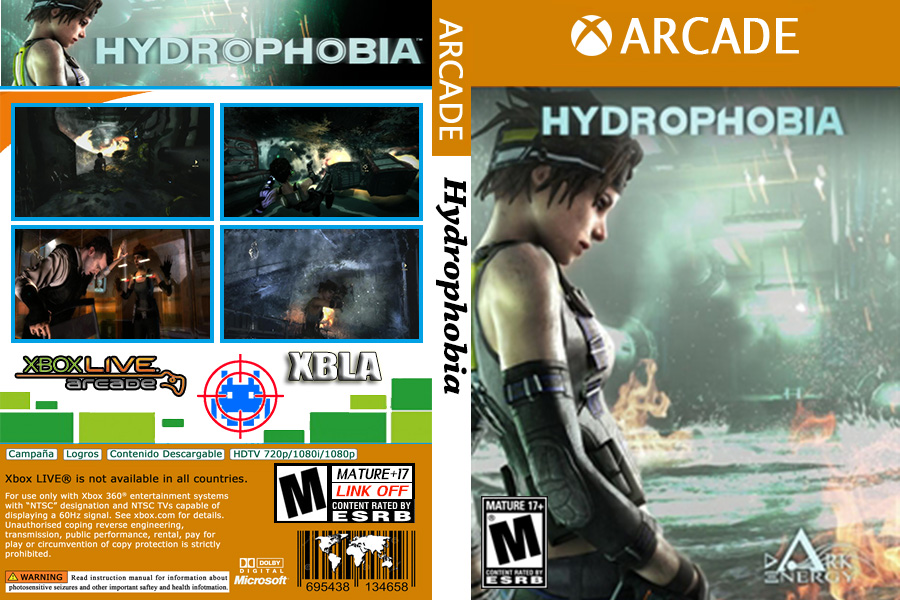 HYDROPHOBIA™
XBOX LIVE.
arcade
XBLA
Campaña
Logros
Contenido Descargable
HDTV 720p/1080i/1080p
Xbox LIVE® is not available in all countries.
For use only with Xbox 360® entertainment systems
with “NTSC” designation and NTSC TVs capable of
displaying a 60Hz signal. See xbox.com for details.
Unauthorised coping reverse engineering,
transmission, public performance, rental, pay for
play or circumvention of copy protection is strictly
prohibited.
WARNING Read instruction manual for information about
photosensitive seizures and other important saftey and health infotmation.
M
MATURE+17
LINK OFF
CONTENT RATED BY
ESRB
DOLBY
DIGITAL
Microsoft®
695438 134658
ARCADE
Hydrophobia
ARCADE
HYDROPHOBIA
MATURE 17+
M®
CONTENT RATED BY
ESRB
DARK
ENERGY